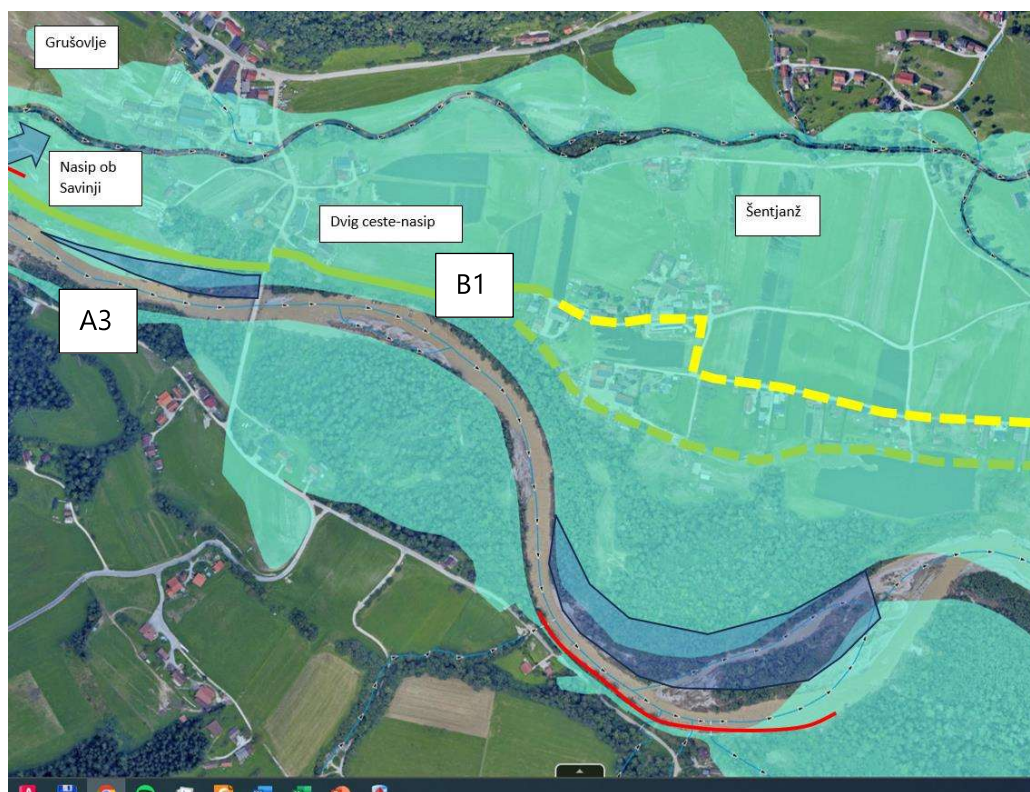 Grušovlje
Nasip ob
Savinji
Dvig ceste-nasip
Šentjanž
B1
A3